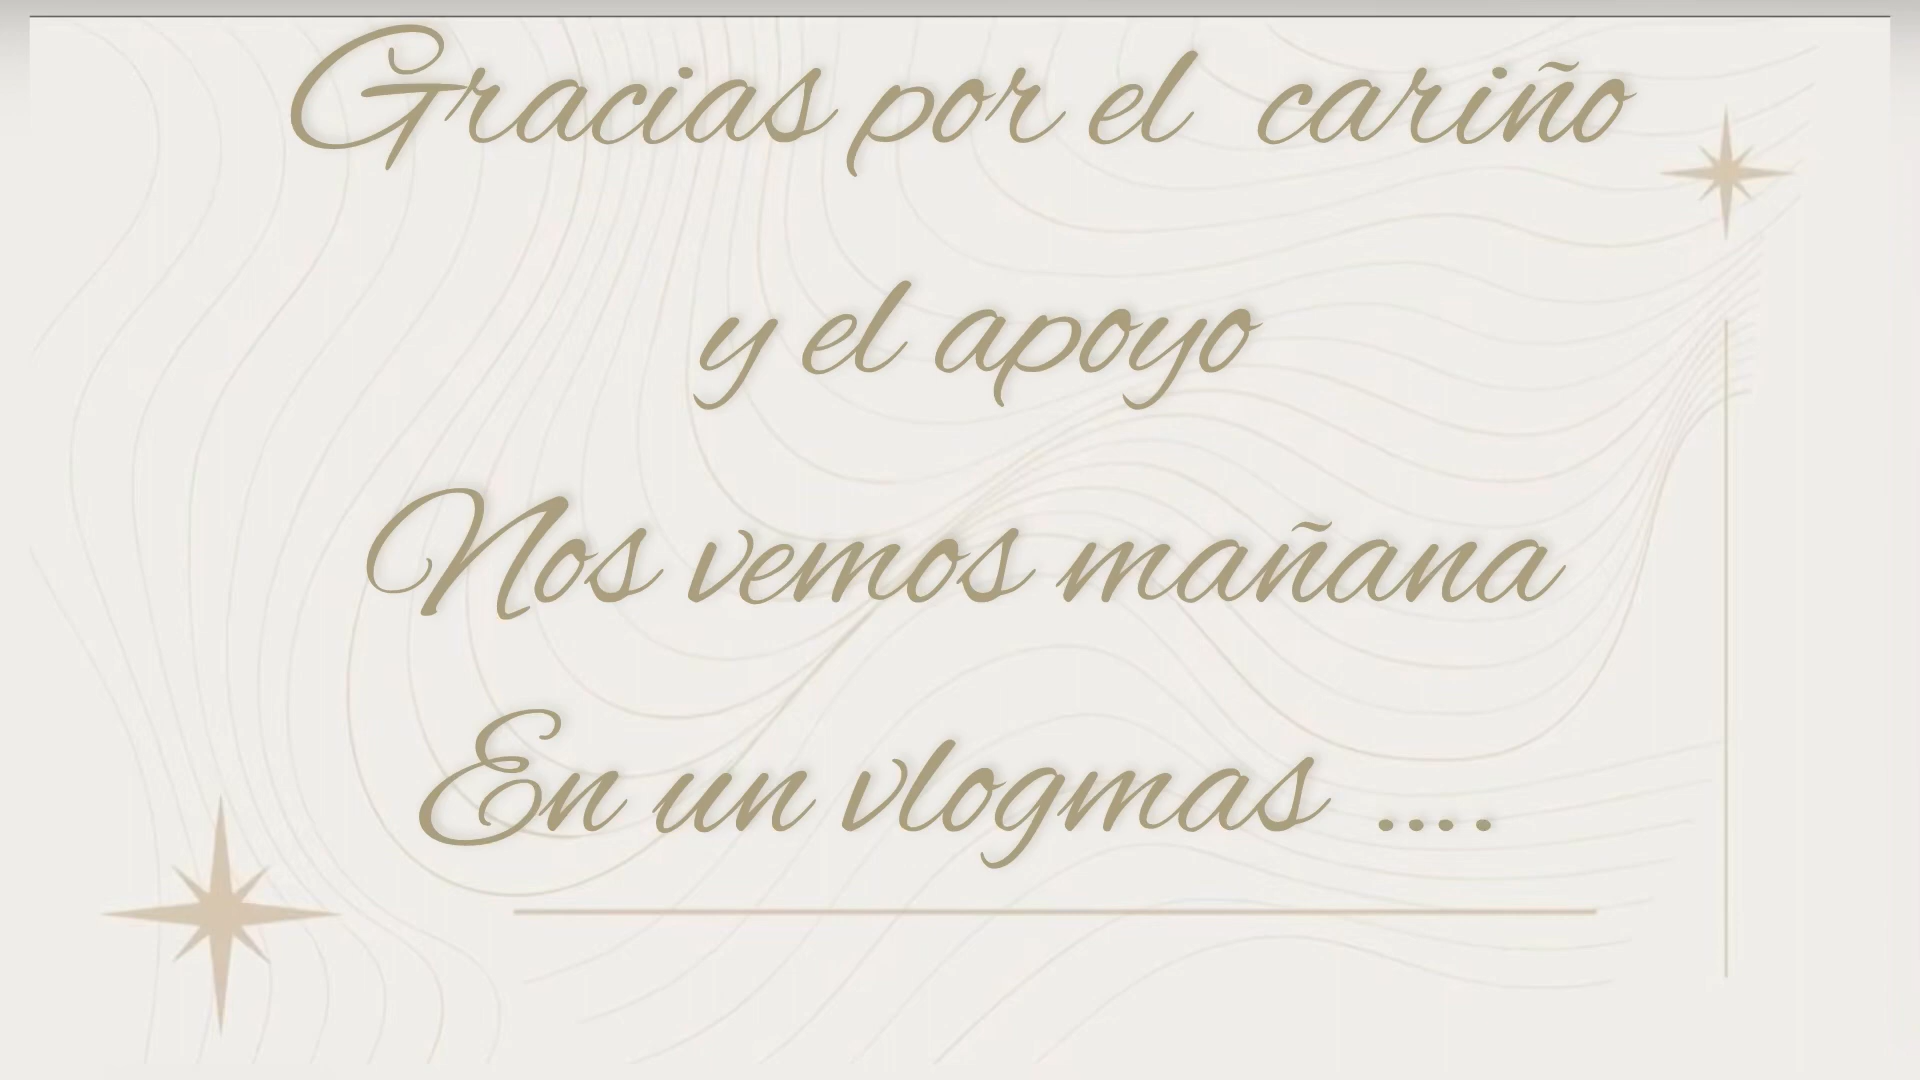 Gracias por el cariño
y el apoyo
Nos vemos mañana
En un vlogmas ....